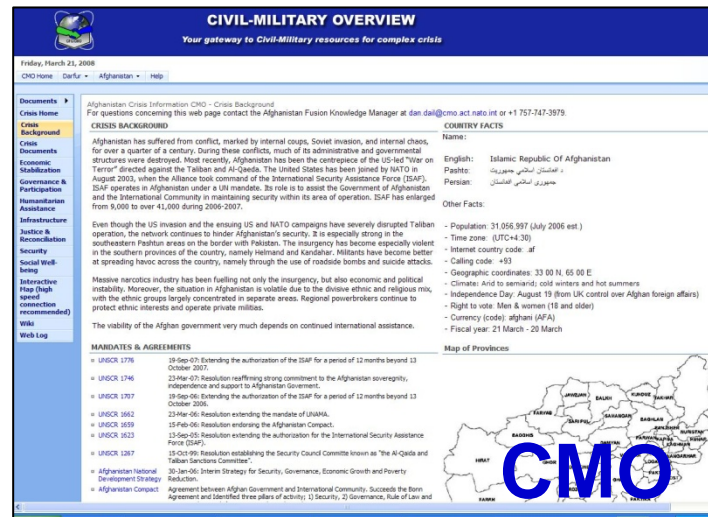 CIVIL-MILITARY OVERVIEW
Your gateway to Civil-Military resources for complex crisis
Friday, March 21, 2008
CMO Home Darfur Afghanistan Help
Documents
Crisis Home
Crisis
Background
Crisis
Documents
Economic
Stabilization
Governance &
Participation
Humanitarian
Assistance
Infrastructure
Justice &
Reconciliation
Security
Social Well-
being
Interactive
Map (high
speed
connection
recommended)
Wiki
Web Log
Afghanistan Crisis Information CMO - Crisis Background
For questions concerning this web page contact the Afghanistan Fusion Knowledge Manager at dan.dail@cmo.act.nato.int or +1 757-747-3979.
CRISIS BACKGROUND
Afghanistan has suffered from conflict, marked by internal coups, Soviet invasion, and internal chaos,
for over a quarter of a century. During these conflicts, much of its administrative and governmental
structures were destroyed. Most recently, Afghanistan has been the centrepiece of the US-led "War on
Terror" directed against the Taliban and Al-Qaeda. The United States has been joined by NATO in
August 2003, when the Alliance took command of the International Security Assistance Force (ISAF).
ISAF operates in Afghanistan under a UN mandate. Its role is to assist the Government of Afghanistan
and the International Community in maintaining security within its area of operation. ISAF has enlarged
from 9,000 to over 41,000 during 2006-2007.
Even though the US invasion and the ensuing US and NATO campaigns have severely disrupted Taliban
operation, the network continues to hinder Afghanistan's security. It is especially strong in the
southeastern Pashtun areas on the border with Pakistan. The insurgency has become especially violent
in the southern provinces of the country, namely Helmand and Kandahar. Militants have become better
at spreading havoc across the country, namely through the use of roadside bombs and suicide attacks.
Massive narcotics industry has been fuelling not only the insurgency, but also economic and political
instability. Moreover, the situation in Afghanistan is volatile due to the divisive ethnic and religious mix,
with the ethnic groups largely concentrated in separate areas. Regional powerbrokers continue to
protect ethnic interests and operate private militias.
The viability of the Afghan government very much depends on continued international assistance.
MANDATES & AGREEMENTS
UNSCR 1776 19-Sep-07: Extending the authorization of the ISAF for a period of 12 months beyond 13
October 2007.
UNSCR 1746 23-Mar-07: Resolution reaffirming strong commitment to the Afghanistan sovereignity,
independence and support to Afghanistan Goverment.
UNSCR 1707 19-Sep-06: Extending the authorization of the ISAF for a period of 12 months beyond 13
October 2006.
UNSCR 1662 23-Mar-06: Resolution extending the mandate of UNAMA.
UNSCR 1659 15-Feb-06: Resolution endorsing the Afghanistan Compact.
UNSCR 1623 13-Sep-05: Resolution extending the authorization for the International Security Assistance
Force (ISAF).
UNSCR 1267 15-Oct-99: Resolution establishing the Security Council Committe known as "the Al-Qaida and
Taliban Sanctions Committee".
Afghanistan National 30-Jan-06: Interim Strategy for Security, Governance, Economic Growth and Poverty
Development Strategy Reduction.
Afghanistan Compact Agreement between Afghan Government and International Community. Succeeds the Bonn
Agreement and Identified three pilars of activity; 1) Security, 2) Governance, Rule of Law and
COUNTRY FACTS
Name:
English: Islamic Republic Of Afghanistan
Pashto: د افغانستان اسلامي جمهوریت
Persian: جمهوری اسلامی افغانستان
Other Facts:
- Population: 31,056,997 (July 2006 est.)
- Time zone: (UTC+4:30)
- Internet country code: .af
- Calling code: +93
- Geographic coordinates: 33 00 N, 65 00 E
- Climate: Arid to semiarid; cold winters and hot summers
- Independence Day: August 19 (from UK control over Afghan foreign affairs)
- Right to vote: Men & women (18 and older)
- Currency (code): afghani (AFA)
- Fiscal year: 21 March - 20 March
Map of Provinces
JAWZJAN
BALKH
KUNDUZ
TAKHAR
FARYAB
SARIPUL
SAMANGAN
BAGHLAN
BADGHIS
HIRAT
GHOR
FARAH
CMO